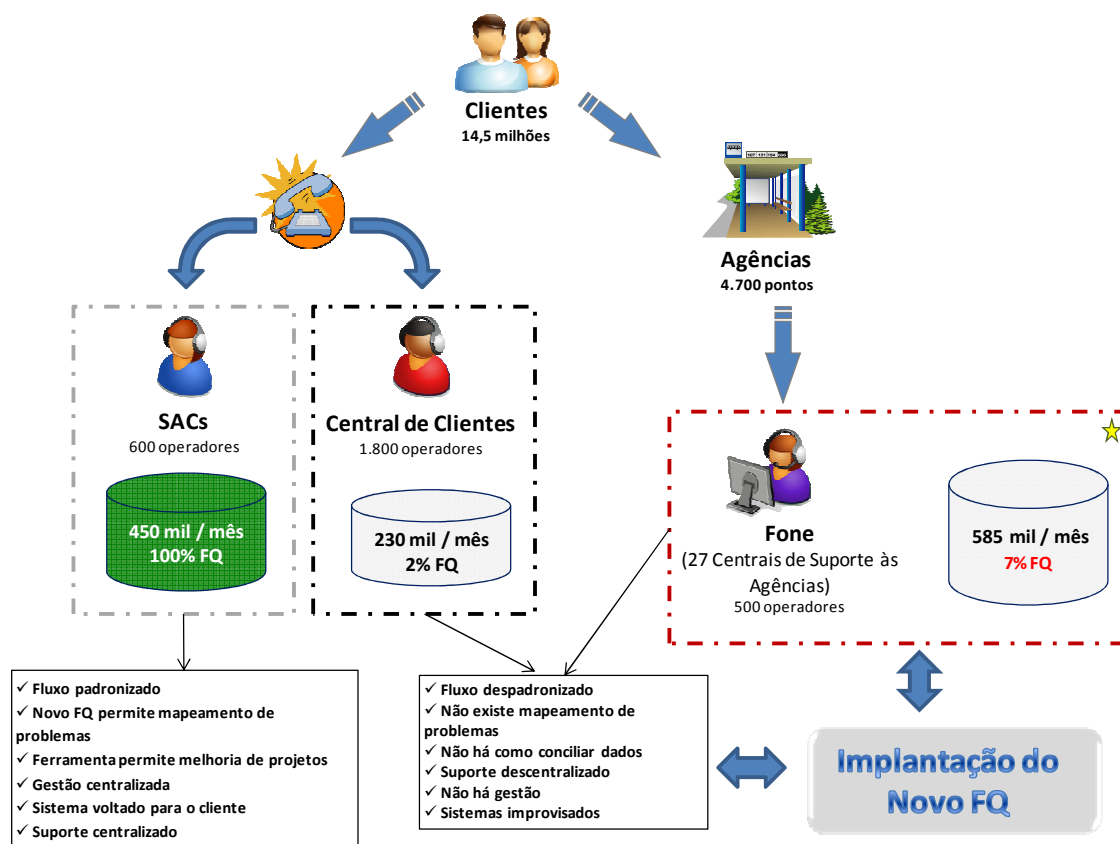 Clientes
14,5 milhões
Agências
4.700 pontos
SACs
600 operadores
450 mil / mês
100% FQ
Central de Clientes
1.800 operadores
230 mil / mês
2% FQ
Fone
(27 Centrais de Suporte às
Agências)
500 operadores
585 mil / mês
7% FQ
✓ Fluxo padronizado
✓ Novo FQ permite mapeamento de
problemas
✓ Ferramenta permite melhoria de projetos
✓ Gestão centralizada
✓ Sistema voltado para o cliente
✓ Suporte centralizado
✓ Fluxo despadronizado
✓ Não existe mapeamento de
problemas
✓ Não há como conciliar dados
✓ Suporte descentralizado
✓ Não há gestão
✓ Sistemas improvisados
Implantação do
Novo FQ